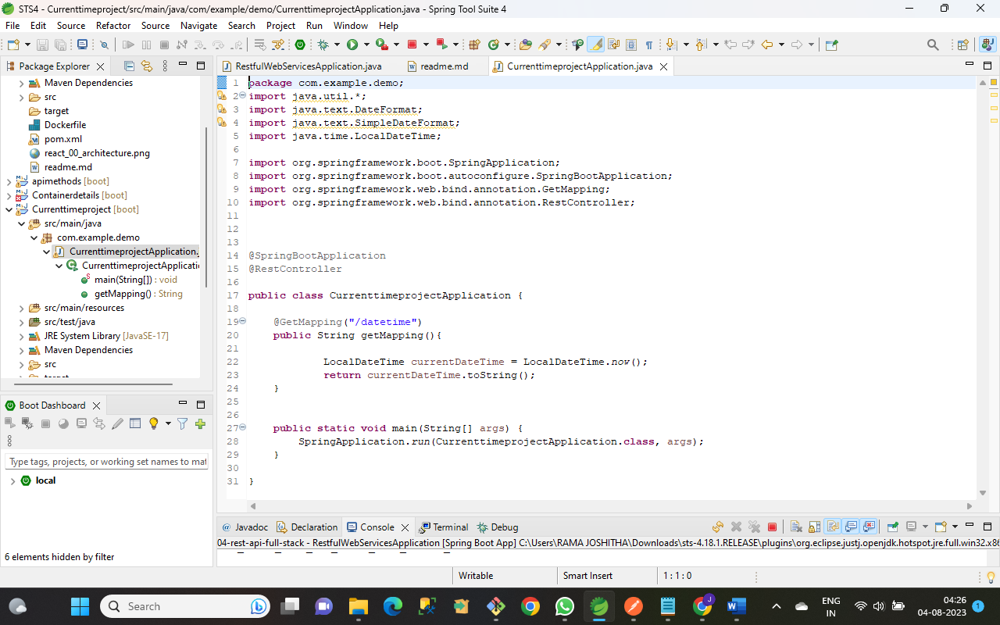 STS4 - Currenttimeproject/src/main/java/com/example/demo/CurrenttimeprojectApplication.java - Spring Tool Suite 4
File Edit Source Refactor Source Navigate Search Project Run Window Help
Package Explorer
Maven Dependencies
src
target
Dockerfile
pom.xml
react_00_architecture.png
readme.md
apimethods [boot]
Containerdetails [boot]
Currenttimeproject [boot]
src/main/java
com.example.demo
CurrenttimeprojectApplication.
CurrenttimeprojectApplicati
main(String[]) : void
getMapping() : String
src/main/resources
src/test/java
JRE System Library [JavaSE-17]
Maven Dependencies
src
target
Boot Dashboard
Type tags, projects, or working set names to mat
local
6 elements hidden by filter
RestfulWebServicesApplication.java readme.md CurrenttimeprojectApplication.java
1 package com.example.demo;
2 import java.util.*;
3 import java.text.DateFormat;
4 import java.text.SimpleDateFormat;
5 import java.time.LocalDateTime;
6
7 import org.springframework.boot.SpringApplication;
8 import org.springframework.boot.autoconfigure.SpringBootApplication;
9 import org.springframework.web.bind.annotation.GetMapping;
10 import org.springframework.web.bind.annotation.RestController;
11
12
13
14 @SpringBootApplication
15 @RestController
16
17 public class CurrenttimeprojectApplication {
18
19 @GetMapping("/datetime")
20 public String getMapping(){
21
22 LocalDateTime currentDateTime = LocalDateTime.now();
23 return currentDateTime.toString();
24 }
25
26
27 public static void main(String[] args) {
28 SpringApplication.run(CurrenttimeprojectApplication.class, args);
29 }
30
31 }
@ Javadoc Declaration Console Terminal Debug
04-rest-api-full-stack - RestfulWebServicesApplication [Spring Boot App] C:\Users\RAMA JOSHITHA\Downloads\sts-4.18.1.RELEASE\plugins\org.eclipse.justj.openjdk.hotspot.jre.full.win32.x86
Writable Smart Insert 1 : 1 : 0
Search
ENG
IN
04:26
04-08-2023
1